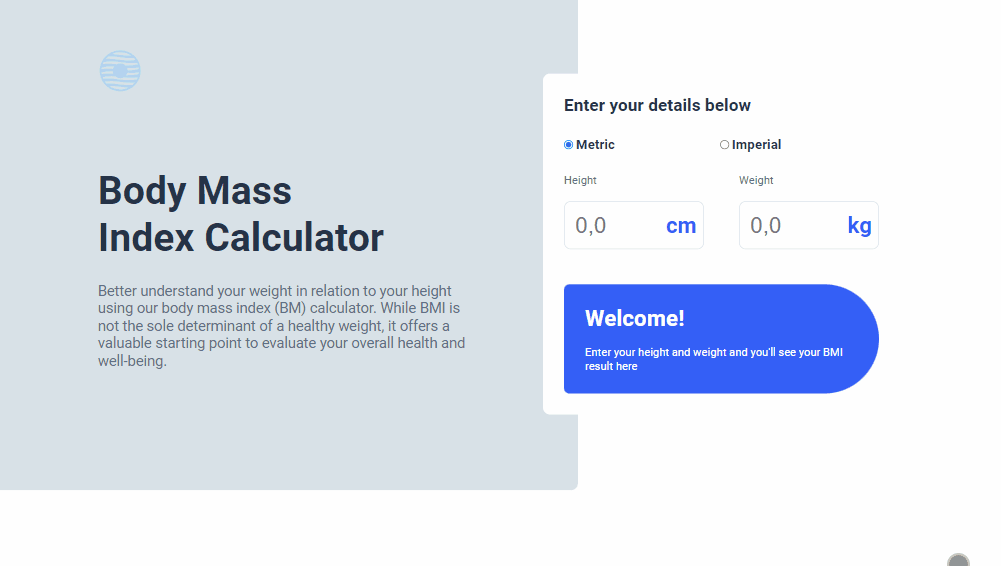 Body Mass
Index Calculator
Better understand your weight in relation to your height
using our body mass index (BM) calculator. While BMI is
not the sole determinant of a healthy weight, it offers a
valuable starting point to evaluate your overall health and
well-being.
Enter your details below
Metric Imperial
Height Weight
0,0 cm 0,0 kg
Welcome!
Enter your height and weight and you'll see your BMI
result here